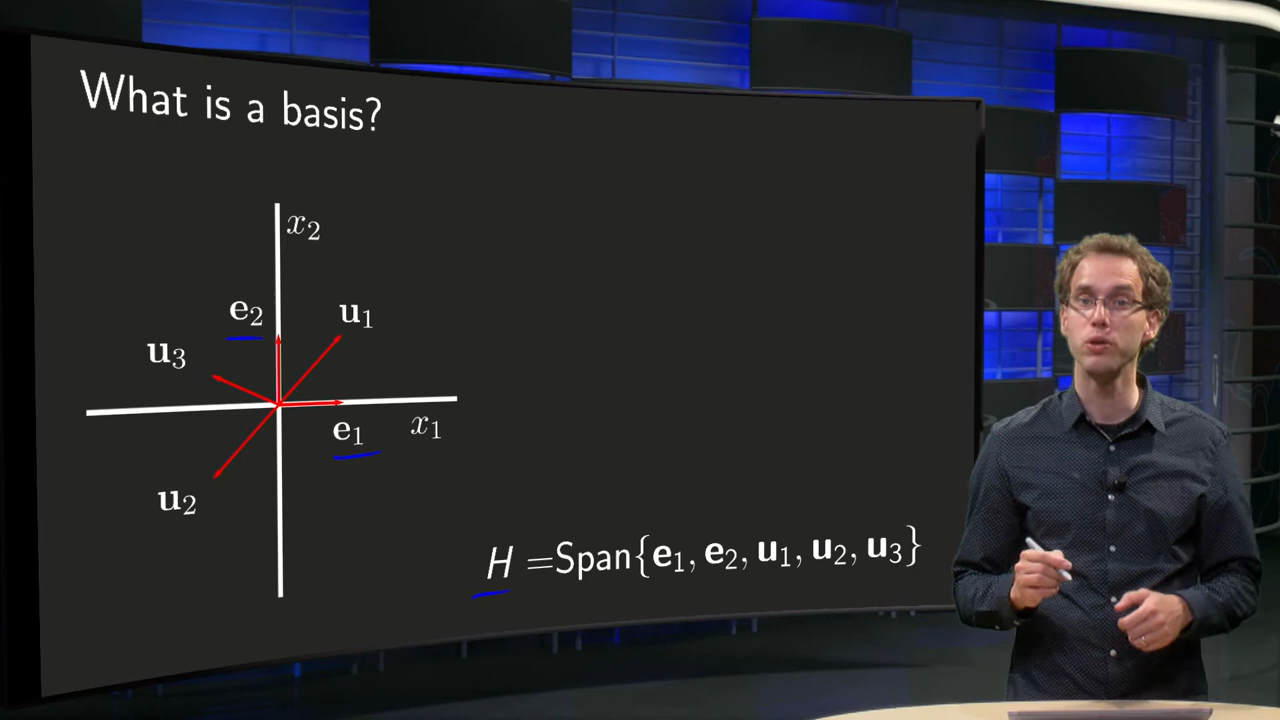 What is a basis?
x₂
e₂
u₁
u₃
e₁
x₁
u₂
H =Span{e₁, e₂, u₁, u₂, u₃}